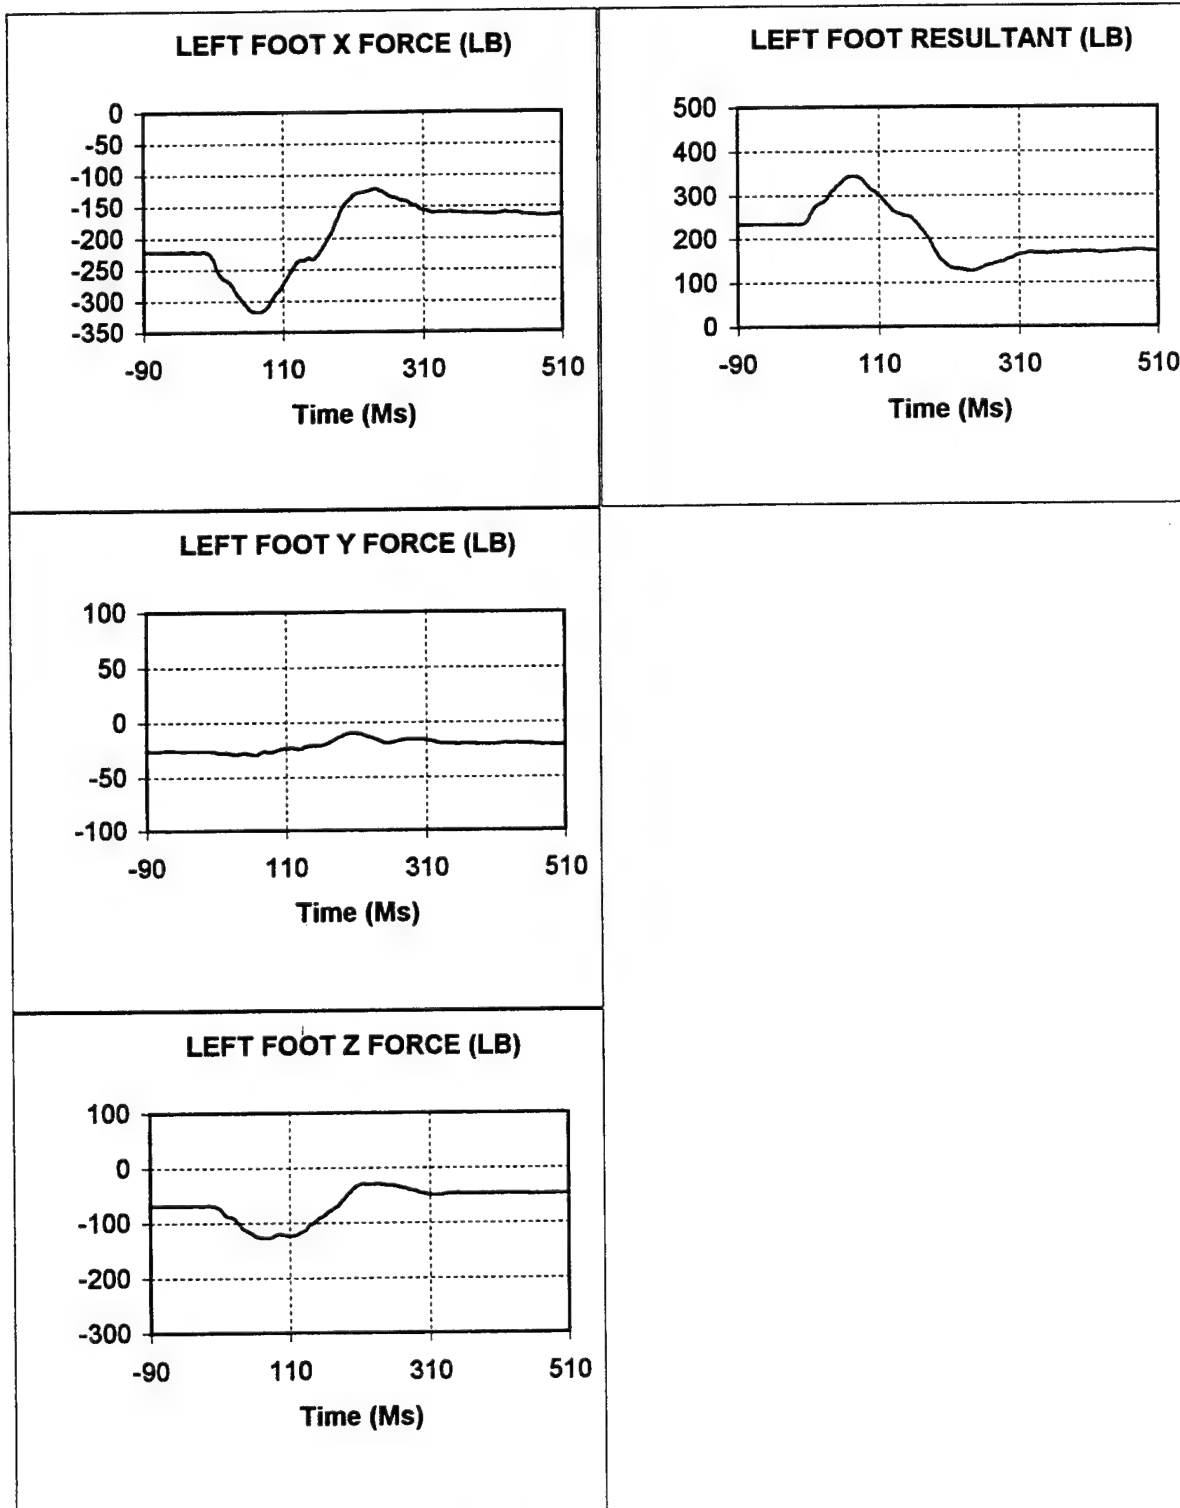 LEFT FOOT X FORCE (LB)
0
-50
-100
-150
-200
-250
-300
-350
-90 110 310 510
Time (Ms)
LEFT FOOT RESULTANT (LB)
500
400
300
200
100
0
-90 110 310 510
Time (Ms)
LEFT FOOT Y FORCE (LB)
100
50
0
-50
-100
-90 110 310 510
Time (Ms)
LEFT FOOT Z FORCE (LB)
100
0
-100
-200
-300
-90 110 310 510
Time (Ms)